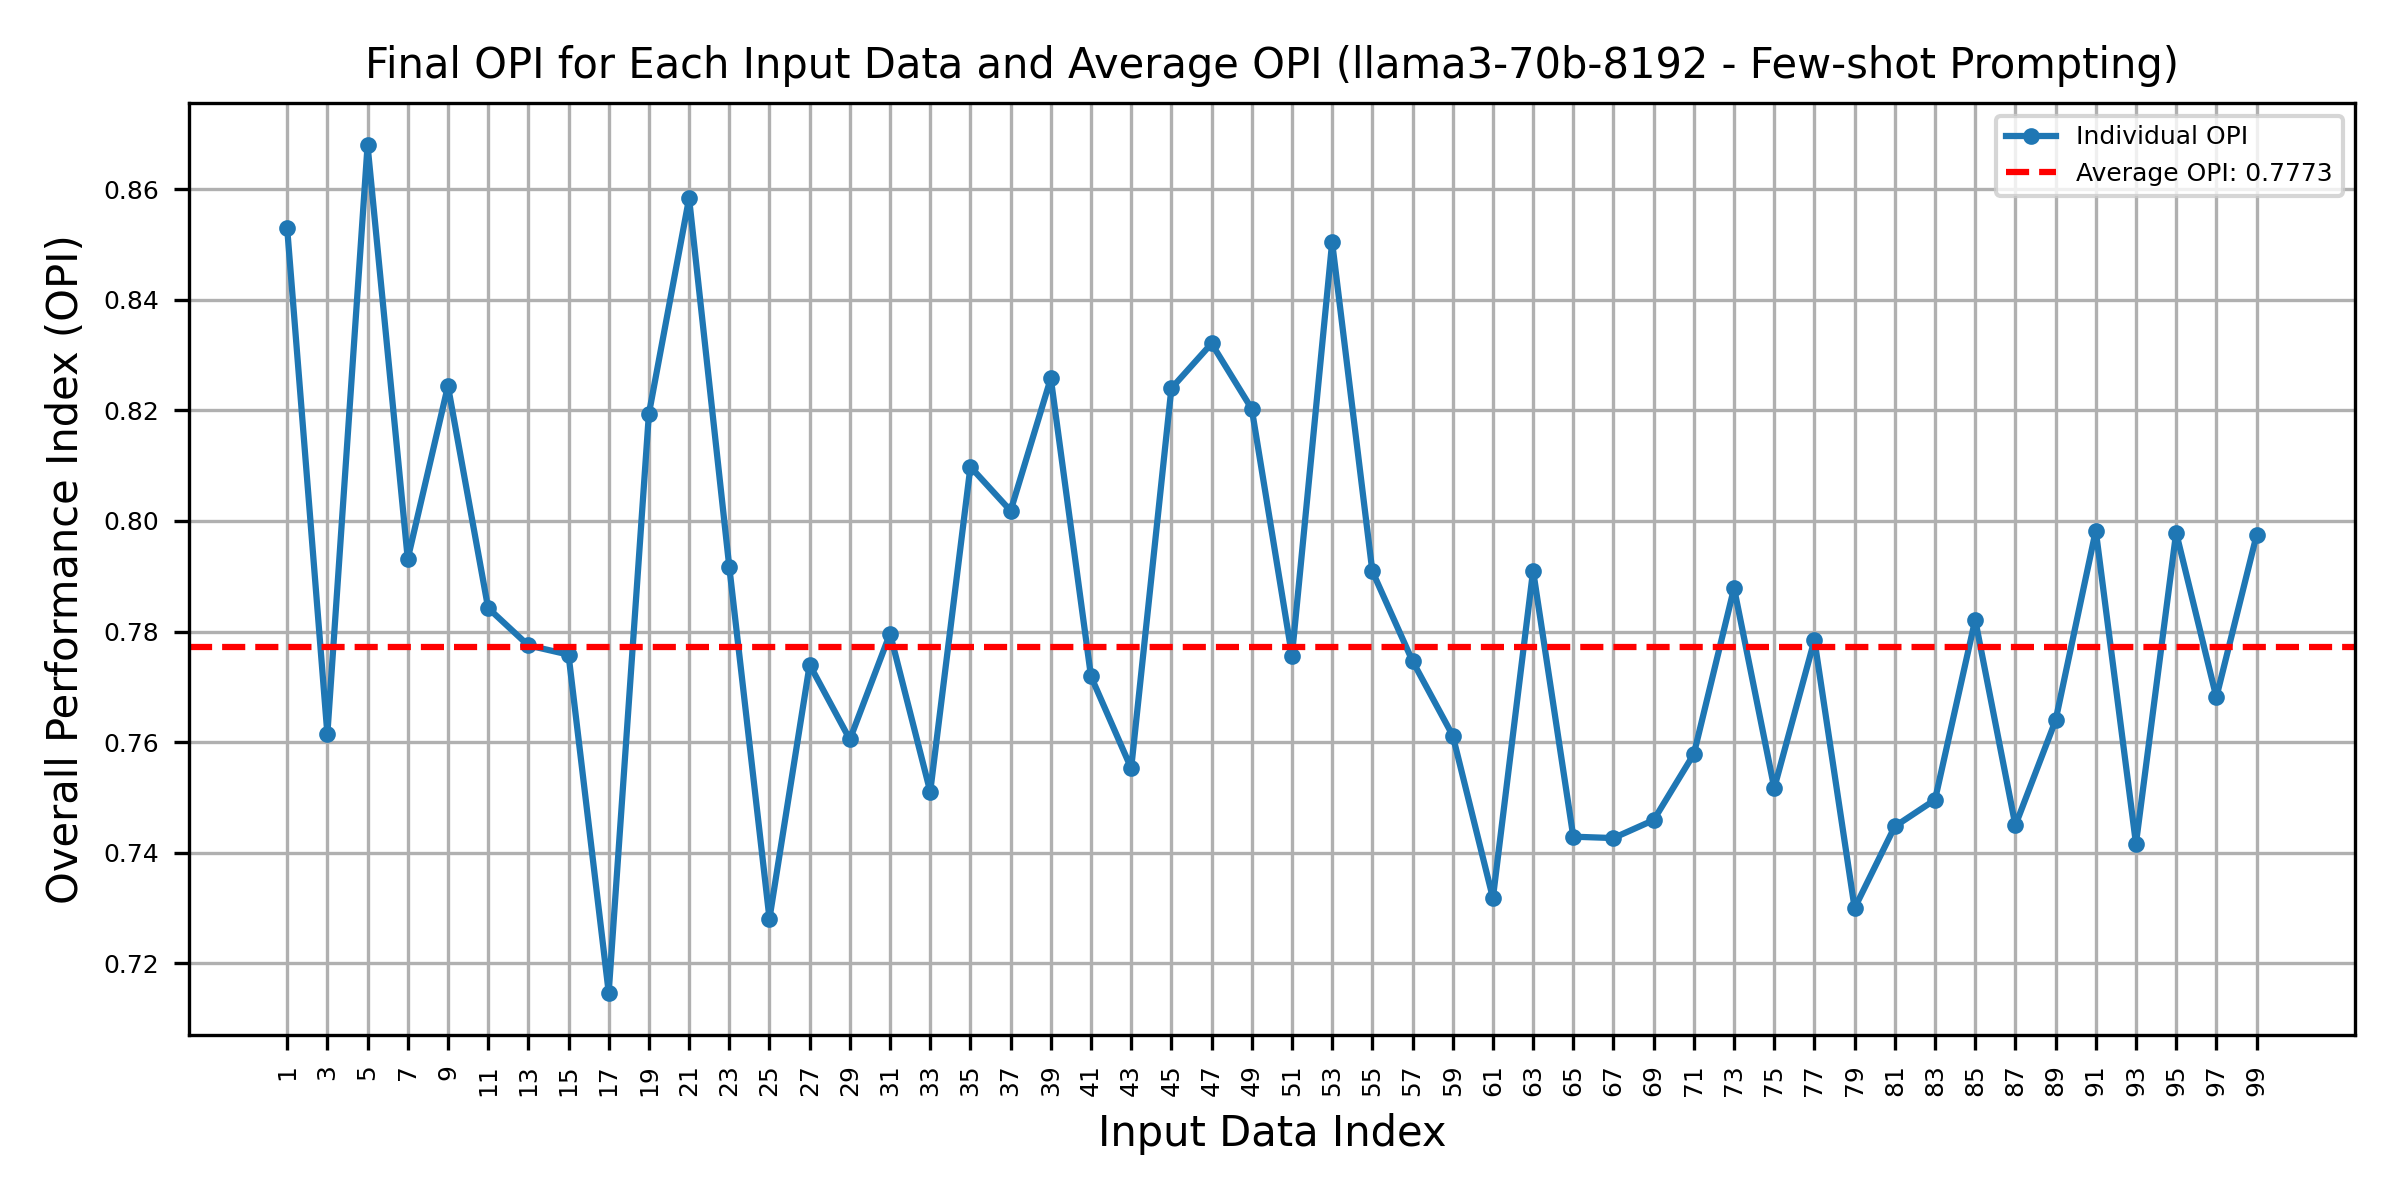 Final OPI for Each Input Data and Average OPI (llama3-70b-8192 - Few-shot Prompting)
Individual OPI
Average OPI: 0.7773
Overall Performance Index (OPI)
0.86
0.84
0.82
0.80
0.78
0.76
0.74
0.72
1 3 5 7 9 11 13 15 17 19 21 23 25 27 29 31 33 35 37 39 41 43 45 47 49 51 53 55 57 59 61 63 65 67 69 71 73 75 77 79 81 83 85 87 89 91 93 95 97 99
Input Data Index